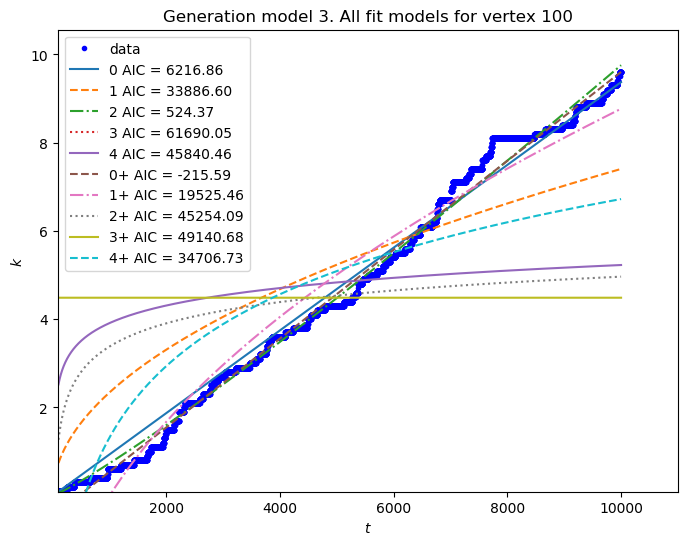 Generation model 3. All fit models for vertex 100
data
0 AIC = 6216.86
1 AIC = 33886.60
2 AIC = 524.37
3 AIC = 61690.05
4 AIC = 45840.46
0+ AIC = -215.59
1+ AIC = 19525.46
2+ AIC = 45254.09
3+ AIC = 49140.68
4+ AIC = 34706.73
10
8
6
4
2
k
2000 4000 6000 8000 10000
t